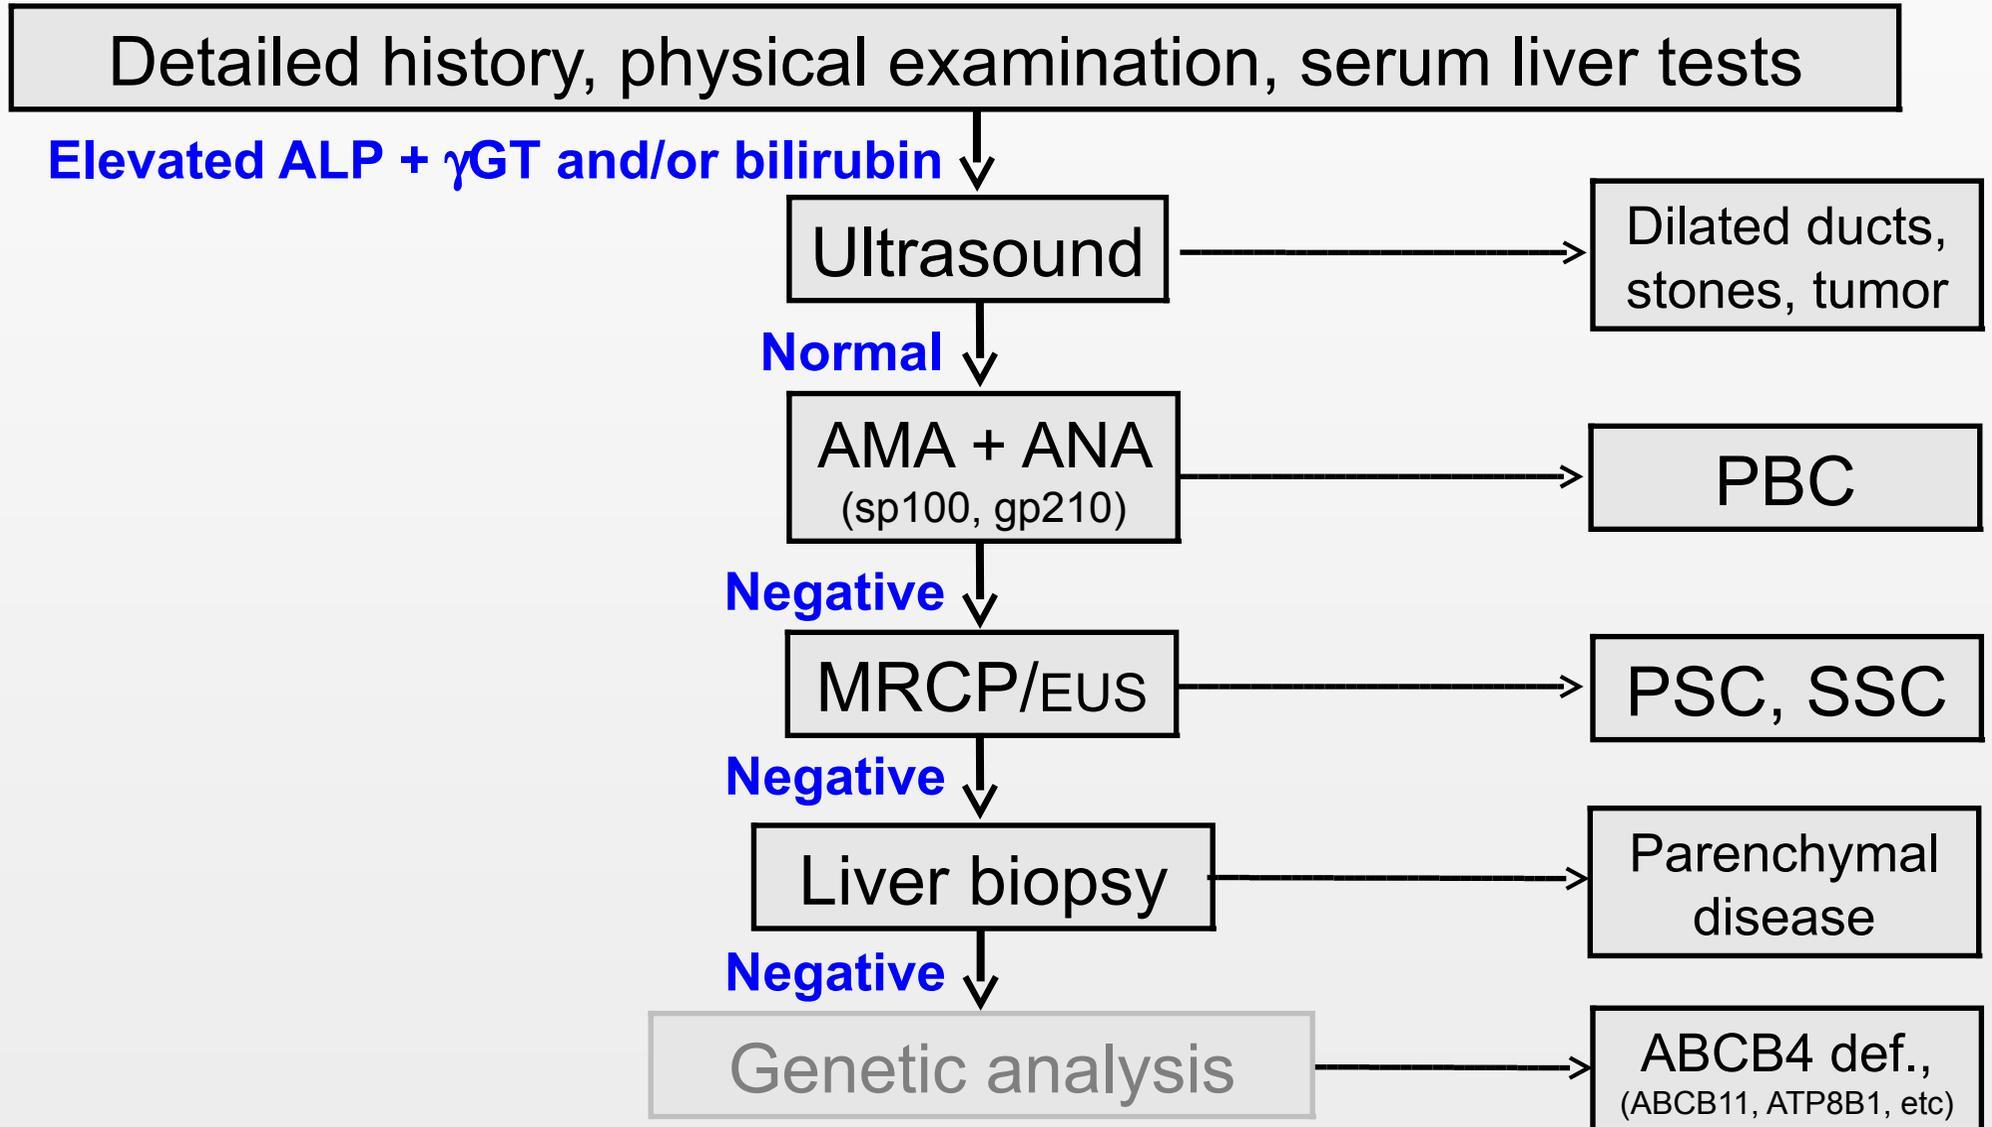 Detailed history, physical examination, serum liver tests
Elevated ALP + γGT and/or bilirubin
Ultrasound
Dilated ducts,
stones, tumor
Normal
AMA + ANA
(sp100, gp210)
PBC
Negative
MRCP/EUS
PSC, SSC
Negative
Liver biopsy
Parenchymal
disease
Negative
Genetic analysis
ABCB4 def.,
(ABCB11, ATP8B1, etc)